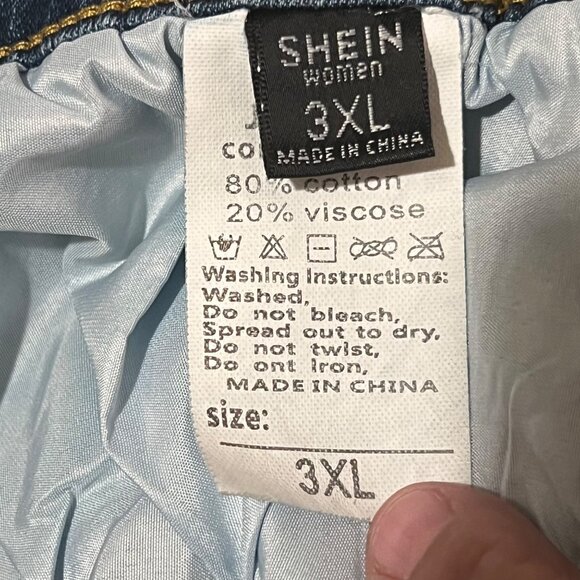 SHEIN
women
3XL
MADE IN CHINA
80% cotton
20% viscose
Washing Instructions:
Washed,
Do not bleach,
Spread out to dry,
Do not twist,
Do ont iron,
MADE IN CHINA
size:
3XL